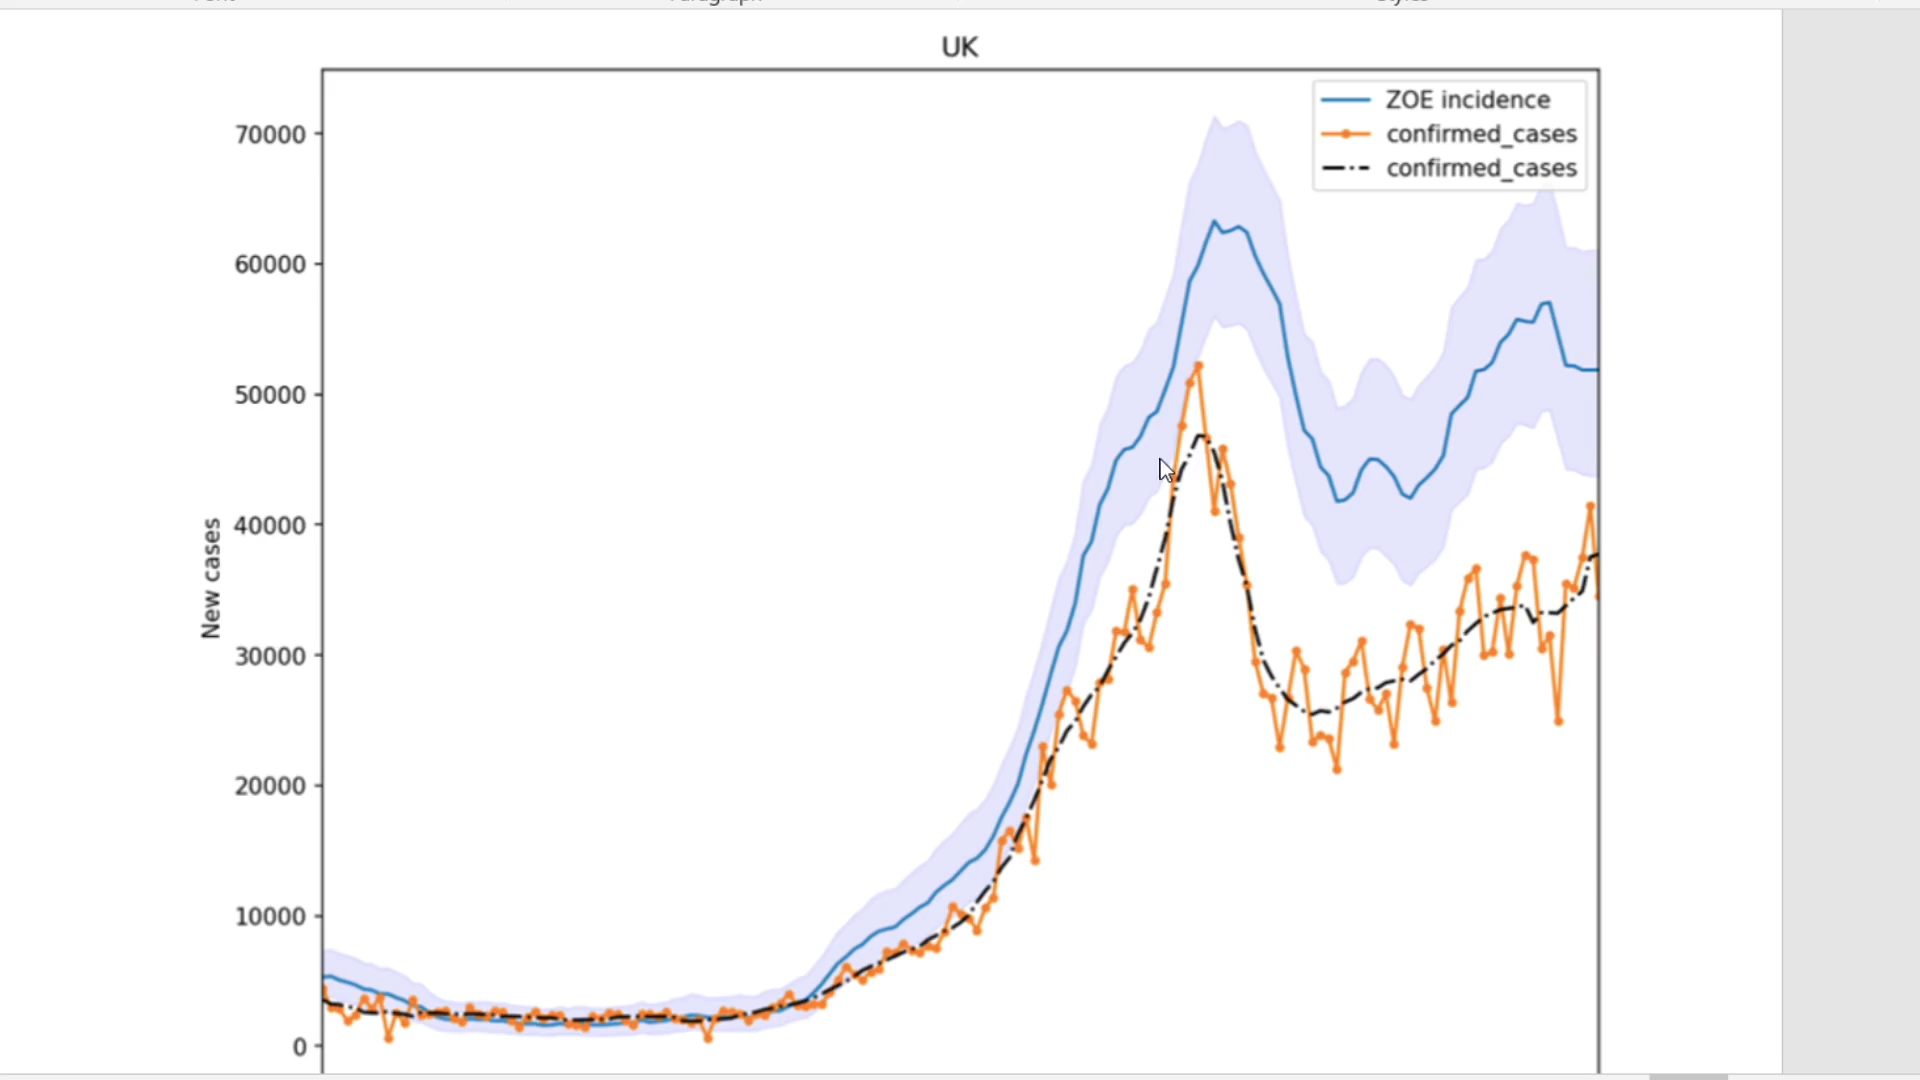 UK
ZOE incidence
confirmed_cases
confirmed_cases
70000
60000
50000
40000
30000
20000
10000
0
New cases